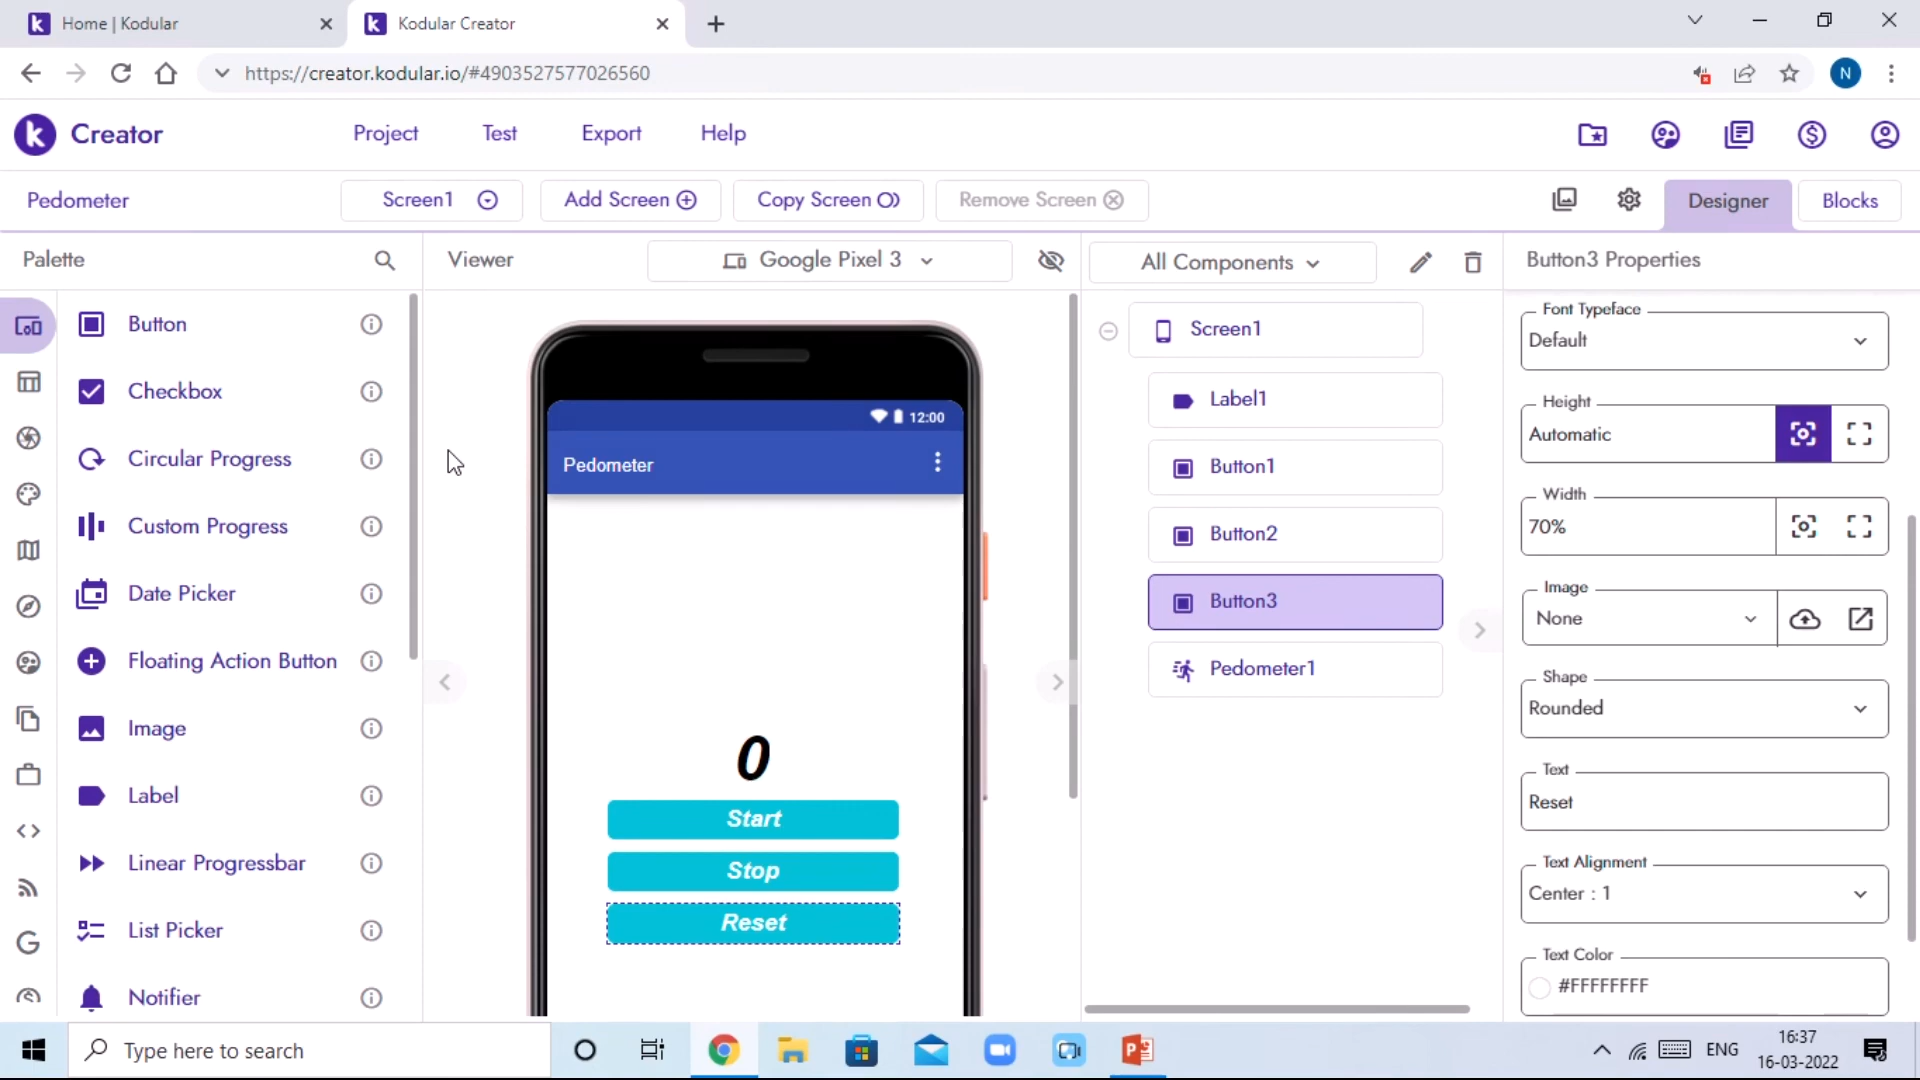 Home | Kodular
Kodular Creator
https://creator.kodular.io/#4903527577026560
N
k Creator
Project
Test
Export
Help
Pedometer
Screen1
Add Screen
Copy Screen
Remove Screen
Designer
Blocks
Palette
Button
Checkbox
Circular Progress
Custom Progress
Date Picker
Floating Action Button
Image
Label
Linear Progressbar
List Picker
Notifier
Viewer
Google Pixel 3
12:00
Pedometer
0
Start
Stop
Reset
All Components
Screen1
Label1
Button1
Button2
Button3
Pedometer1
Button3 Properties
Font Typeface
Default
Height
Automatic
Width
70%
Image
None
Shape
Rounded
Text
Reset
Text Alignment
Center : 1
Text Color
#FFFFFFFF
Type here to search
ENG
16:37
16-03-2022